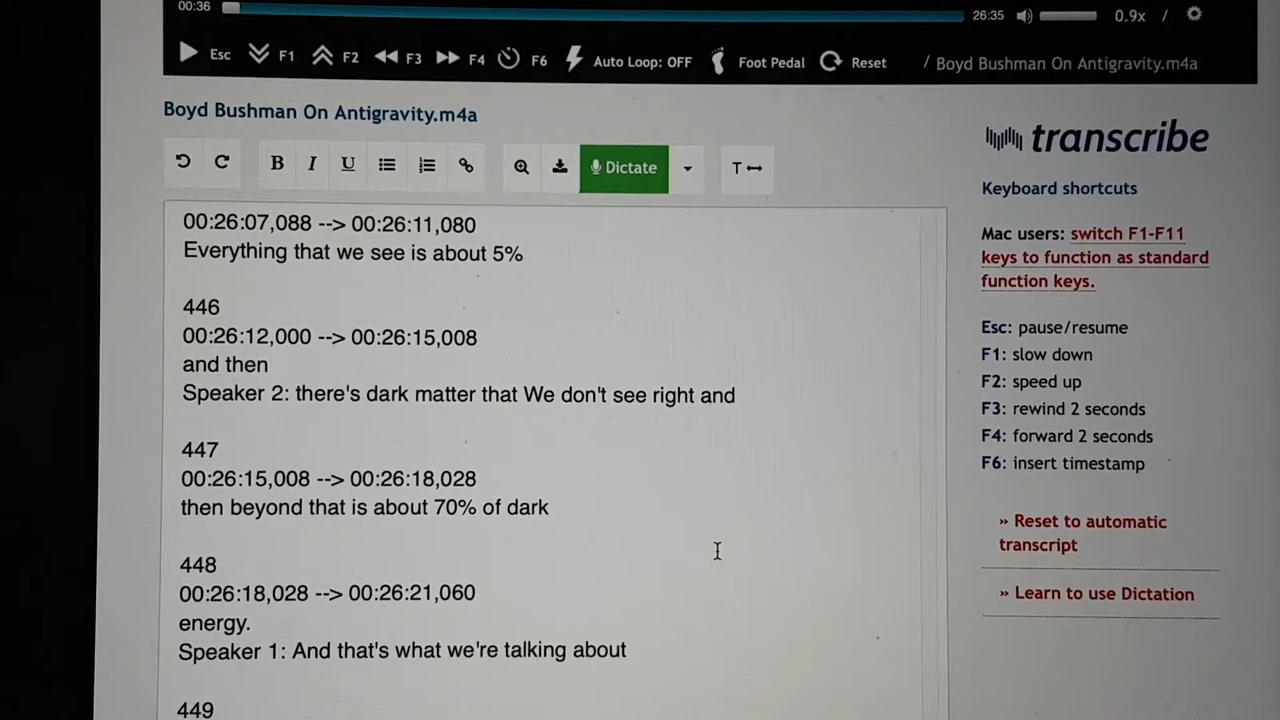 00:36
26:35
0.9x /
Esc F1 F2 F3 F4 F6 Auto Loop: OFF Foot Pedal Reset / Boyd Bushman On Antigravity.m4a
Boyd Bushman On Antigravity.m4a
B I U Dictate T
00:26:07,088 --> 00:26:11,080
Everything that we see is about 5%
446
00:26:12,000 --> 00:26:15,008
and then
Speaker 2: there's dark matter that We don't see right and
447
00:26:15,008 --> 00:26:18,028
then beyond that is about 70% of dark
448
00:26:18,028 --> 00:26:21,060
energy.
Speaker 1: And that's what we're talking about
449
transcribe
Keyboard shortcuts
Mac users: switch F1-F11
keys to function as standard
function keys.
Esc: pause/resume
F1: slow down
F2: speed up
F3: rewind 2 seconds
F4: forward 2 seconds
F6: insert timestamp
» Reset to automatic
transcript
» Learn to use Dictation